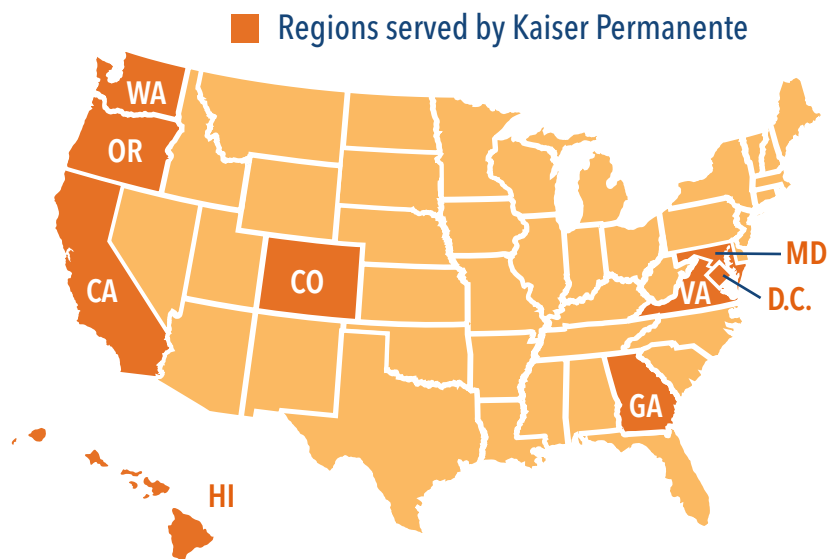 Regions served by Kaiser Permanente
WA
OR
CA
CO
MD
VA
D.C.
GA
HI